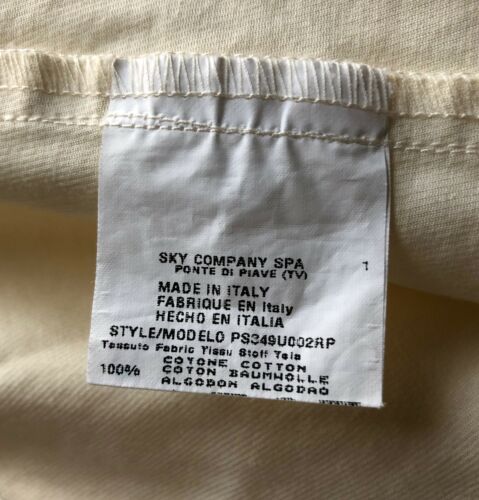 SKY COMPANY SPA
PONTE DI PIAVE (TV)
1
MADE IN ITALY
FABRIQUE EN Italy
HECHO EN ITALIA
STYLE/MODELO PS349U002RP
Tessuto Fabric Tissu Stoff Tela
COTONE COTTON
100% COTON BAUMWOLLE
ALGODON ALGODAO